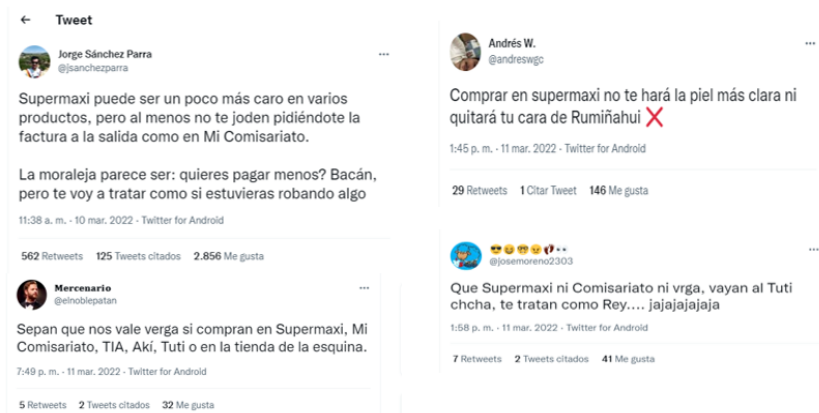 ← Tweet
Jorge Sánchez Parra
@jsanchezparra
Supermaxi puede ser un poco más caro en varios
productos, pero al menos no te joden pidiéndote la
factura a la salida como en Mi Comisariato.
La moraleja parece ser: quieres pagar menos? Bacán,
pero te voy a tratar como si estuvieras robando algo
11:38 a. m. · 10 mar. 2022 · Twitter for Android
562 Retweets 125 Tweets citados 2.856 Me gusta
Mercenario
@elnoblepatan
Sepan que nos vale verga si compran en Supermaxi, Mi
Comisariato, TIA, Akí, Tuti o en la tienda de la esquina.
7:49 p. m. · 11 mar. 2022 · Twitter for Android
5 Retweets 2 Tweets citados 32 Me gusta
Andrés W.
@andreswgc
Comprar en supermaxi no te hará la piel más clara ni
quitará tu cara de Rumiñahui ❌
1:45 p. m. · 11 mar. 2022 · Twitter for Android
29 Retweets 1 Citar Tweet 146 Me gusta
@josemoreno2303
Que Supermaxi ni Comisariato ni vrga, vayan al Tuti
chcha, te tratan como Rey.... jajajajajaja
1:58 p. m. · 11 mar. 2022 · Twitter for Android
7 Retweets 2 Tweets citados 41 Me gusta